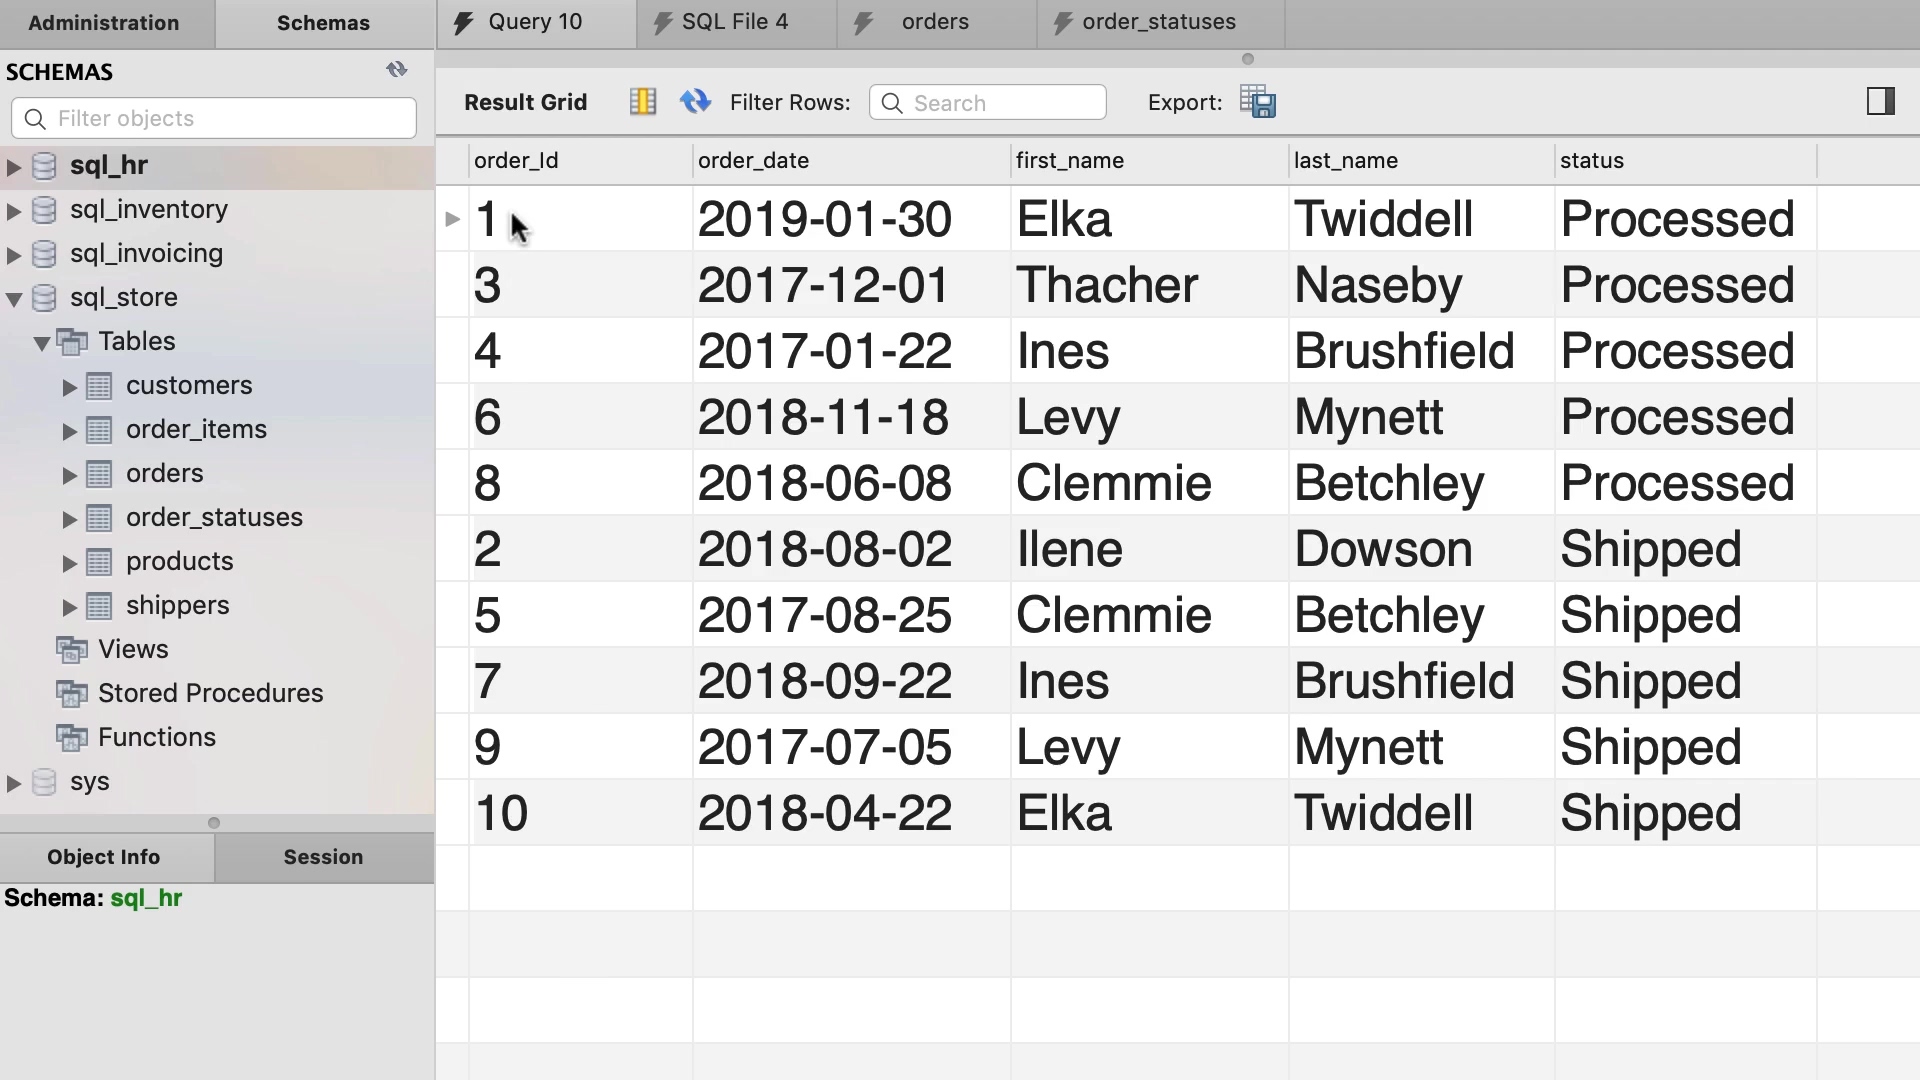 Administration Schemas
Query 10 SQL File 4 orders order_statuses
SCHEMAS
Filter objects
sql_hr
sql_inventory
sql_invoicing
sql_store
Tables
customers
order_items
orders
order_statuses
products
shippers
Views
Stored Procedures
Functions
sys
Object Info Session
Schema: sql_hr
Result Grid Filter Rows: Search Export:
order_Id order_date first_name last_name status
1 2019-01-30 Elka Twiddell Processed
3 2017-12-01 Thacher Naseby Processed
4 2017-01-22 Ines Brushfield Processed
6 2018-11-18 Levy Mynett Processed
8 2018-06-08 Clemmie Betchley Processed
2 2018-08-02 Ilene Dowson Shipped
5 2017-08-25 Clemmie Betchley Shipped
7 2018-09-22 Ines Brushfield Shipped
9 2017-07-05 Levy Mynett Shipped
10 2018-04-22 Elka Twiddell Shipped